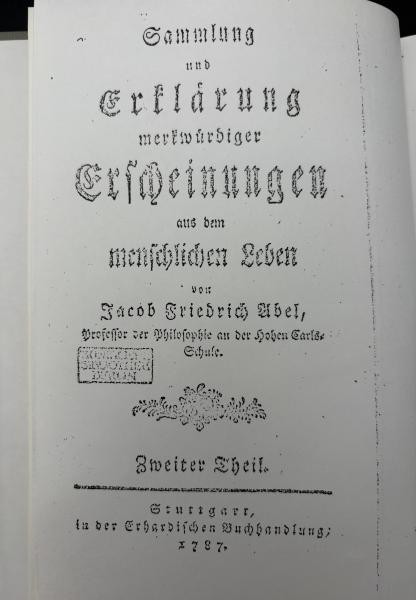 Sammlung
und
Erklärung
merkwürdiger
Erſcheinungen
aus dem
menſchlichen Leben
von
Jacob Friedrich Abel,
Profeſſor der Philoſophie an der Hohen Carls-
Schule.
Zweiter Theil.
Stuttgart,
in der Erhardiſchen Buchhandlung,
1787.